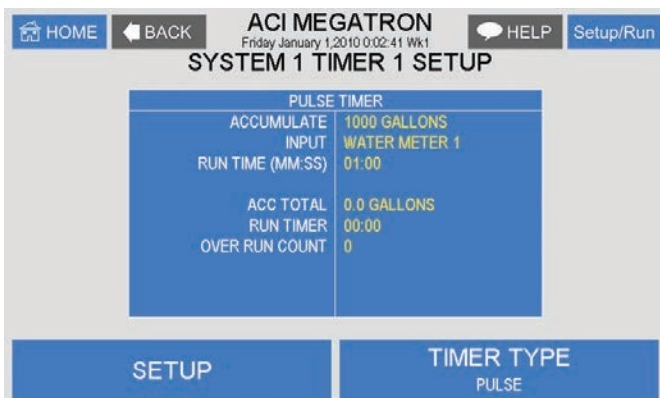 HOME
BACK
ACI MEGATRON
Friday January 1,2010 0:02:41 Wk1
HELP
Setup/Run
SYSTEM 1 TIMER 1 SETUP
PULSE TIMER
ACCUMULATE 1000 GALLONS
INPUT WATER METER 1
RUN TIME (MM:SS) 01:00
ACC TOTAL 0.0 GALLONS
RUN TIMER 00:00
OVER RUN COUNT 0
SETUP
TIMER TYPE
PULSE